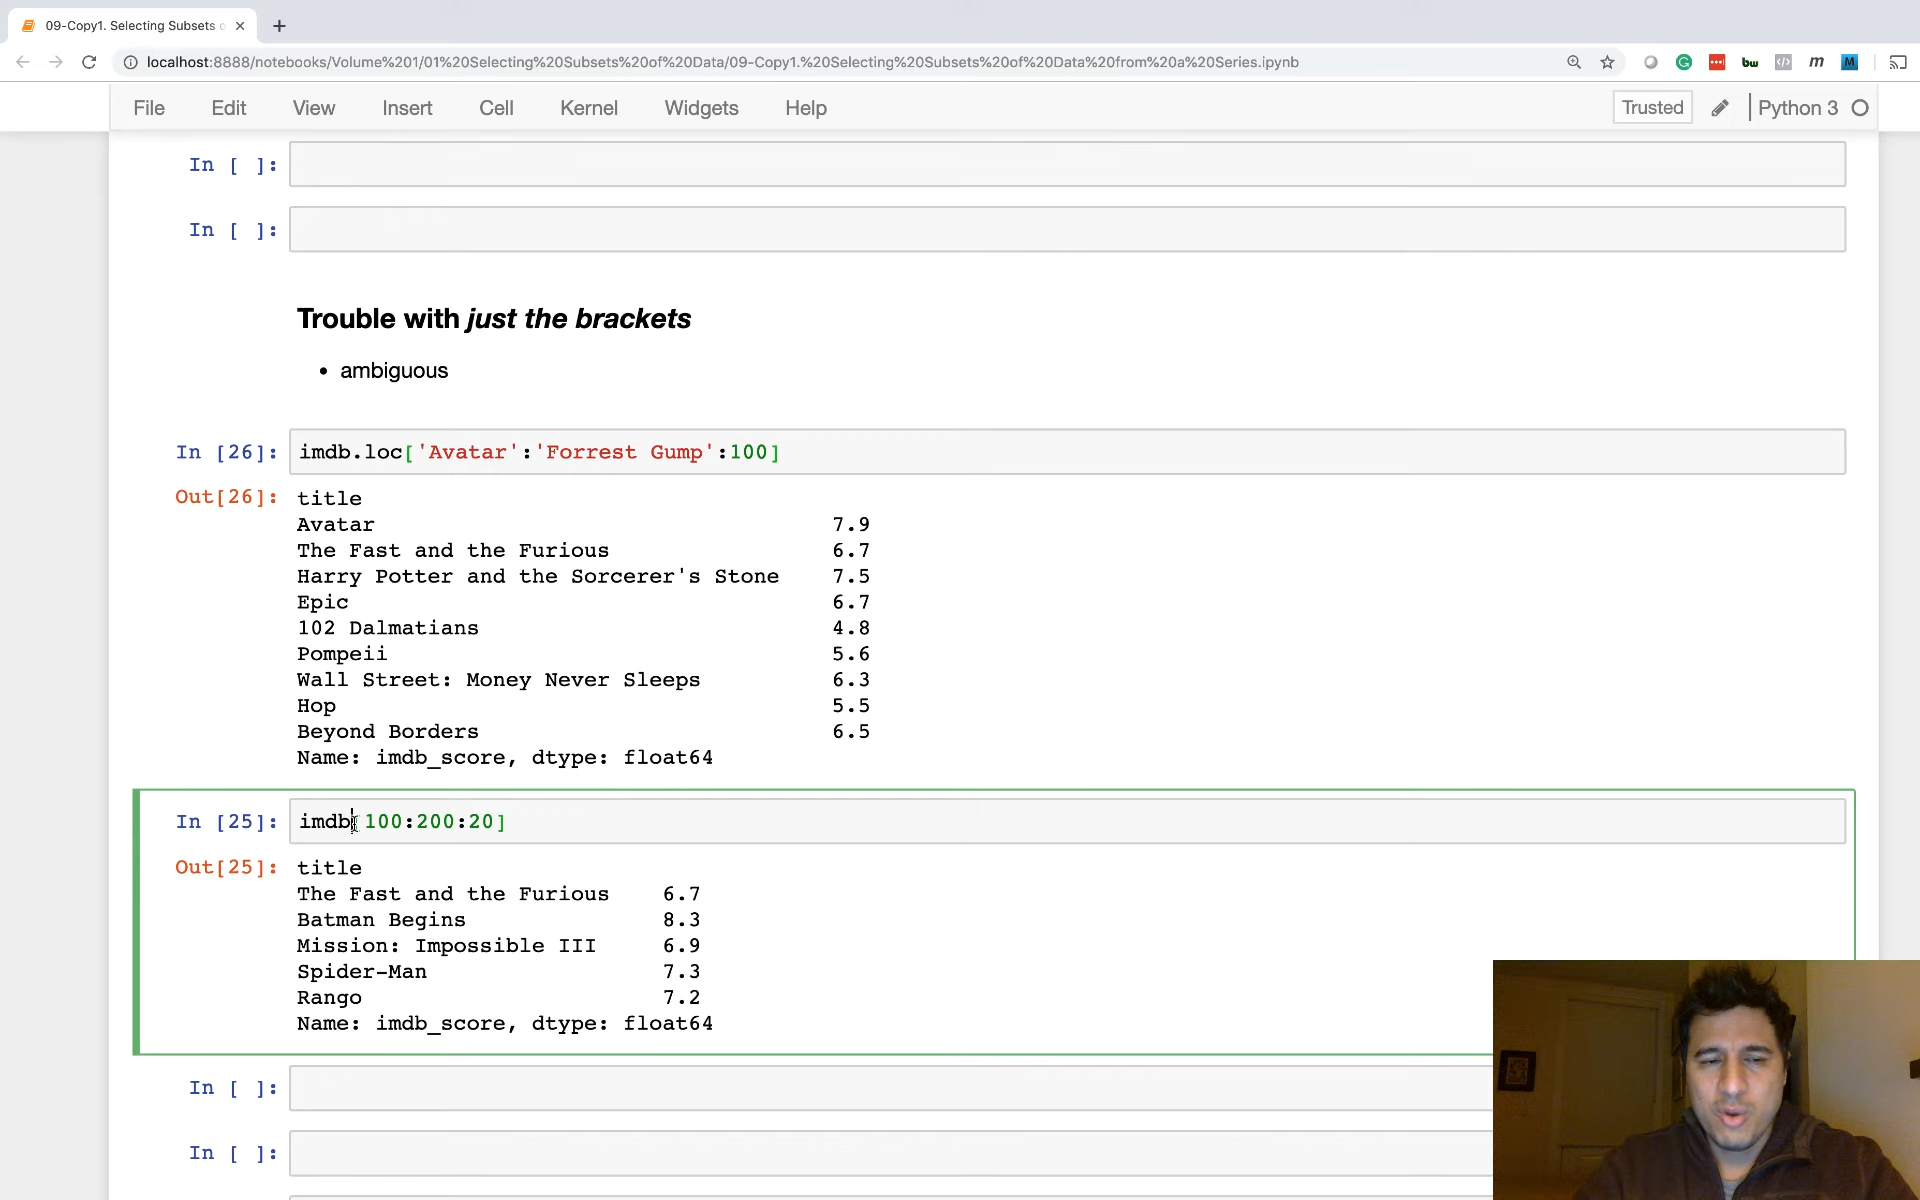 09-Copy1. Selecting Subsets o
localhost:8888/notebooks/Volume%201/01%20Selecting%20Subsets%20of%20Data/09-Copy1.%20Selecting%20Subsets%20of%20Data%20from%20a%20Series.ipynb
bw m M
File Edit View Insert Cell Kernel Widgets Help Trusted Python 3
In [ ]:
In [ ]:
Trouble with just the brackets
• ambiguous
In [26]: imdb.loc['Avatar':'Forrest Gump':100]
Out[26]: title
Avatar 7.9
The Fast and the Furious 6.7
Harry Potter and the Sorcerer's Stone 7.5
Epic 6.7
102 Dalmatians 4.8
Pompeii 5.6
Wall Street: Money Never Sleeps 6.3
Hop 5.5
Beyond Borders 6.5
Name: imdb_score, dtype: float64
In [25]: imdb[100:200:20]
Out[25]: title
The Fast and the Furious 6.7
Batman Begins 8.3
Mission: Impossible III 6.9
Spider-Man 7.3
Rango 7.2
Name: imdb_score, dtype: float64
In [ ]:
In [ ]: